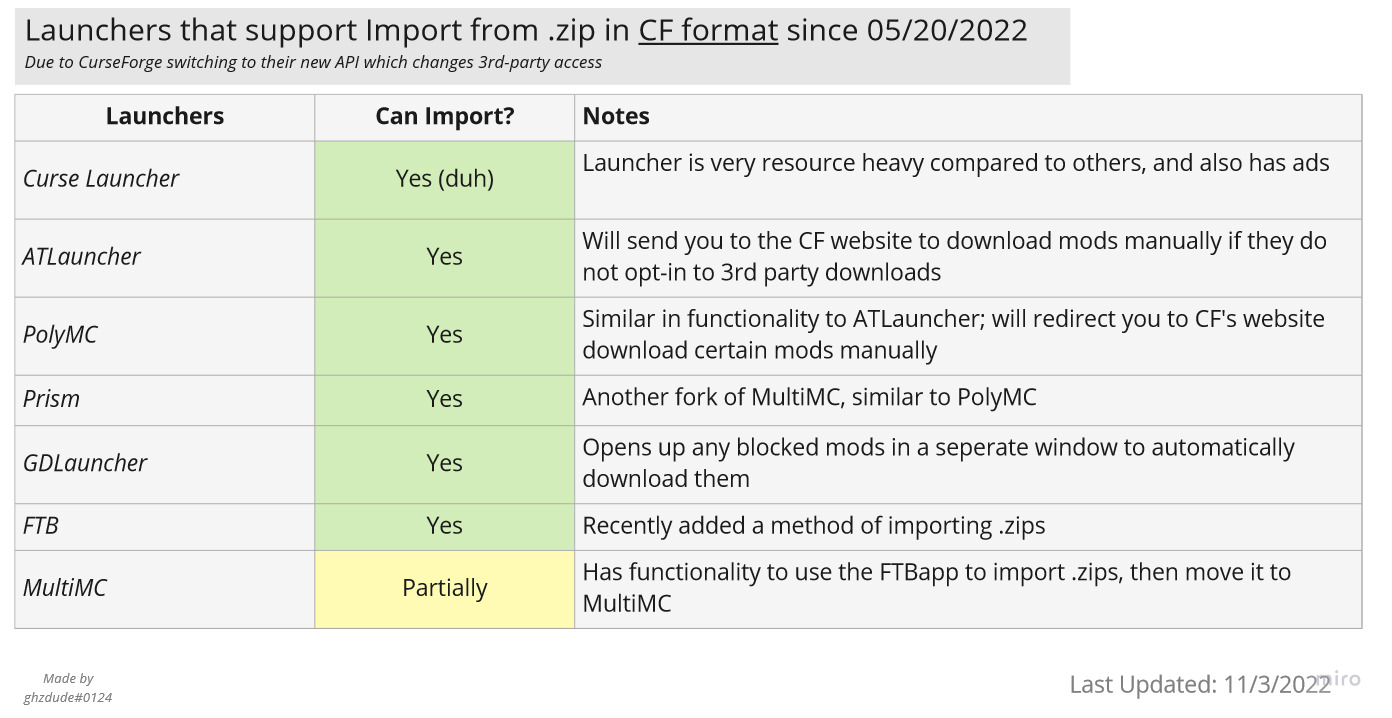 Launchers that support Import from .zip in CF format since 05/20/2022
Due to CurseForge switching to their new API which changes 3rd-party access
Launchers Can Import? Notes
Curse Launcher Yes (duh) Launcher is very resource heavy compared to others, and also has ads
ATLauncher Yes Will send you to the CF website to download mods manually if they do
not opt-in to 3rd party downloads
PolyMC Yes Similar in functionality to ATLauncher; will redirect you to CF's website
download certain mods manually
Prism Yes Another fork of MultiMC, similar to PolyMC
GDLauncher Yes Opens up any blocked mods in a seperate window to automatically
download them
FTB Yes Recently added a method of importing .zips
MultiMC Partially Has functionality to use the FTBapp to import .zips, then move it to
MultiMC
Made by
ghzdude#0124
Last Updated: 11/3/2022
miro